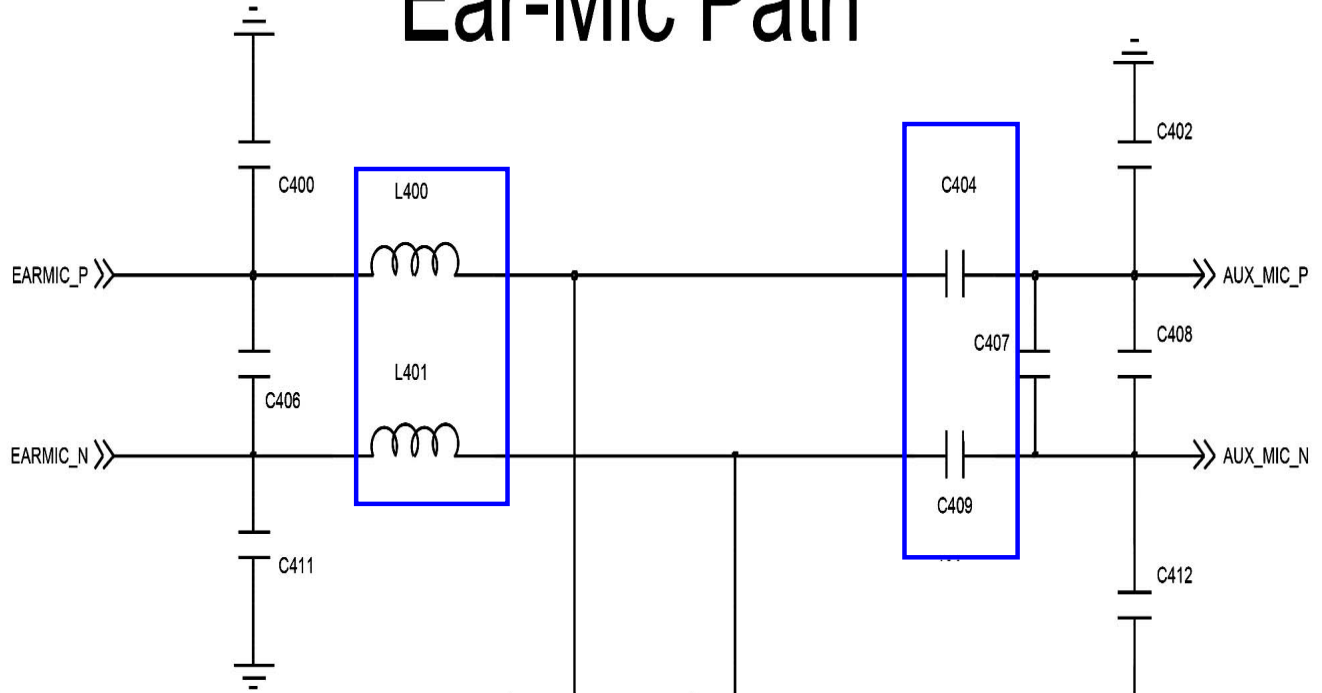 Ear-Mic Path
C402
C400
L400
C404
EARMIC_P
AUX_MIC_P
C407
C408
L401
C406
EARMIC_N
AUX_MIC_N
C409
C411
C412